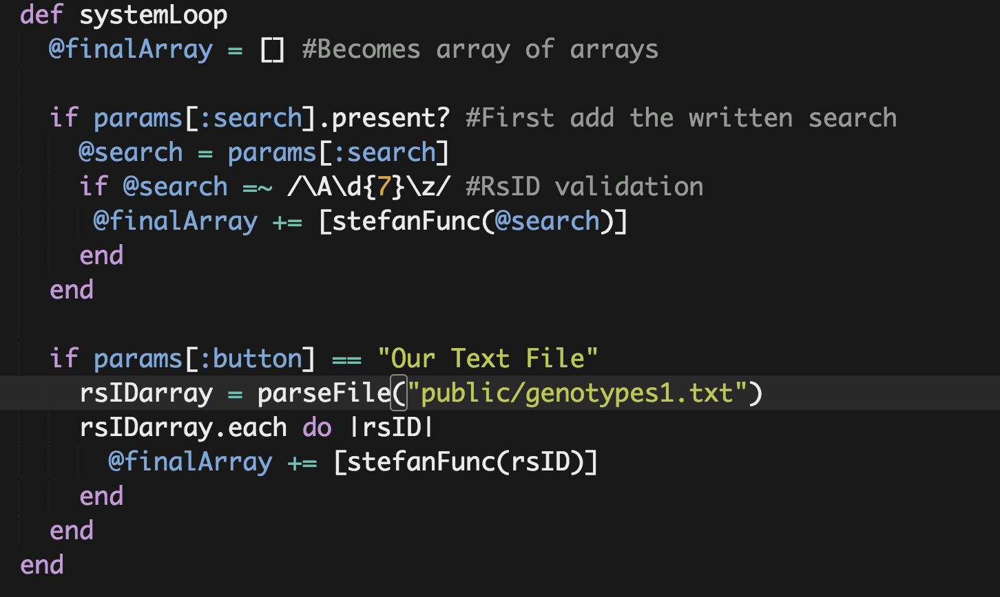 def systemLoop
  @finalArray = [] #Becomes array of arrays

  if params[:search].present? #First add the written search
    @search = params[:search]
    if @search =~ /\A\d{7}\z/ #RsID validation
     @finalArray += [stefanFunc(@search)]
    end
  end

  if params[:button] == "Our Text File"
    rsIDarray = parseFile("public/genotypes1.txt")
    rsIDarray.each do |rsID|
      @finalArray += [stefanFunc(rsID)]
    end
  end
end